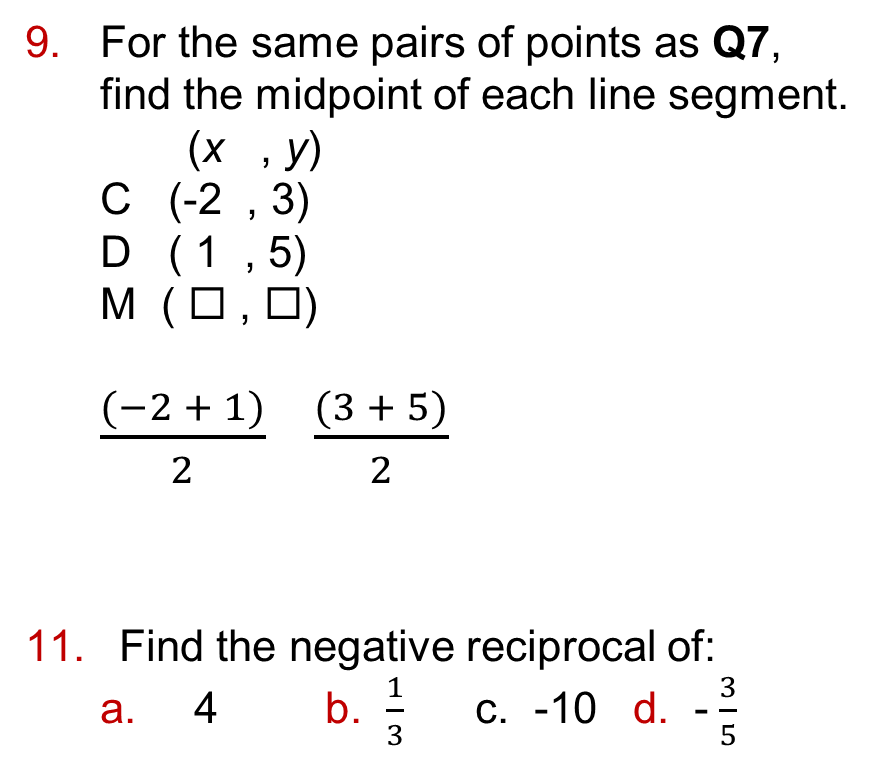 9. For the same pairs of points as Q7,
find the midpoint of each line segment.
(x , y)
C (-2 , 3)
D ( 1 , 5)
M ( □ , □)
(−2 + 1)/2 (3 + 5)/2
11. Find the negative reciprocal of:
a. 4 b. 1/3 c. -10 d. -3/5